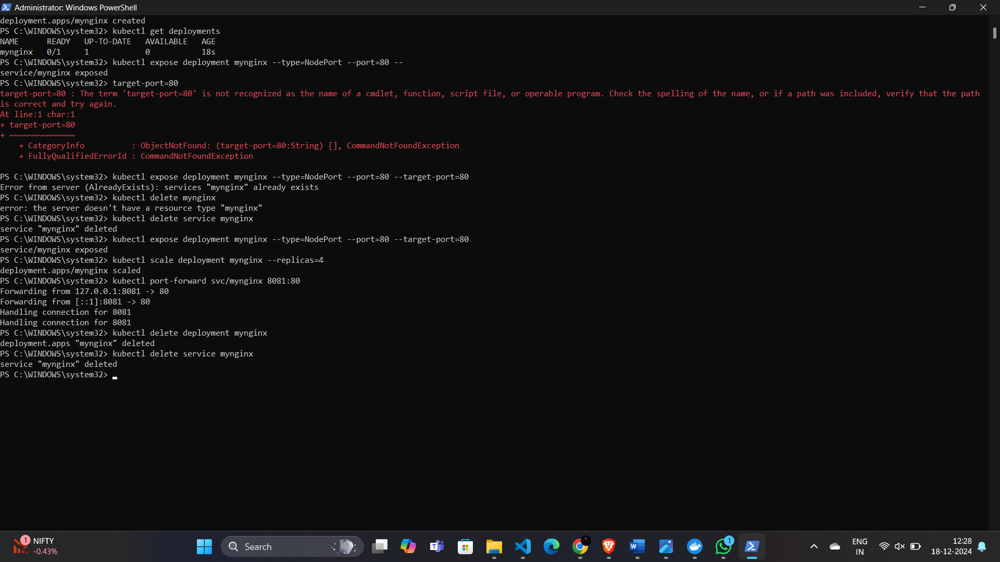 Administrator: Windows PowerShell
deployment.apps/mynginx created
PS C:\WINDOWS\system32> kubectl get deployments
NAME      READY   UP-TO-DATE   AVAILABLE   AGE
mynginx   0/1     1            0           18s
PS C:\WINDOWS\system32> kubectl expose deployment mynginx --type=NodePort --port=80 --
service/mynginx exposed
PS C:\WINDOWS\system32> target-port=80
target-port=80 : The term 'target-port=80' is not recognized as the name of a cmdlet, function, script file, or operable program. Check the spelling of the name, or if a path was included, verify that the path
is correct and try again.
At line:1 char:1
+ target-port=80
+ ~~~~~~~~~~~~~~
    + CategoryInfo          : ObjectNotFound: (target-port=80:String) [], CommandNotFoundException
    + FullyQualifiedErrorId : CommandNotFoundException
PS C:\WINDOWS\system32> kubectl expose deployment mynginx --type=NodePort --port=80 --target-port=80
Error from server (AlreadyExists): services "mynginx" already exists
PS C:\WINDOWS\system32> kubectl delete mynginx
error: the server doesn't have a resource type "mynginx"
PS C:\WINDOWS\system32> kubectl delete service mynginx
service "mynginx" deleted
PS C:\WINDOWS\system32> kubectl expose deployment mynginx --type=NodePort --port=80 --target-port=80
service/mynginx exposed
PS C:\WINDOWS\system32> kubectl scale deployment mynginx --replicas=4
deployment.apps/mynginx scaled
PS C:\WINDOWS\system32> kubectl port-forward svc/mynginx 8081:80
Forwarding from 127.0.0.1:8081 -> 80
Forwarding from [::1]:8081 -> 80
Handling connection for 8081
Handling connection for 8081
PS C:\WINDOWS\system32> kubectl delete deployment mynginx
deployment.apps "mynginx" deleted
PS C:\WINDOWS\system32> kubectl delete service mynginx
service "mynginx" deleted
PS C:\WINDOWS\system32>
1
NIFTY
-0.43%
Search
1
ENG
IN
12:28
18-12-2024